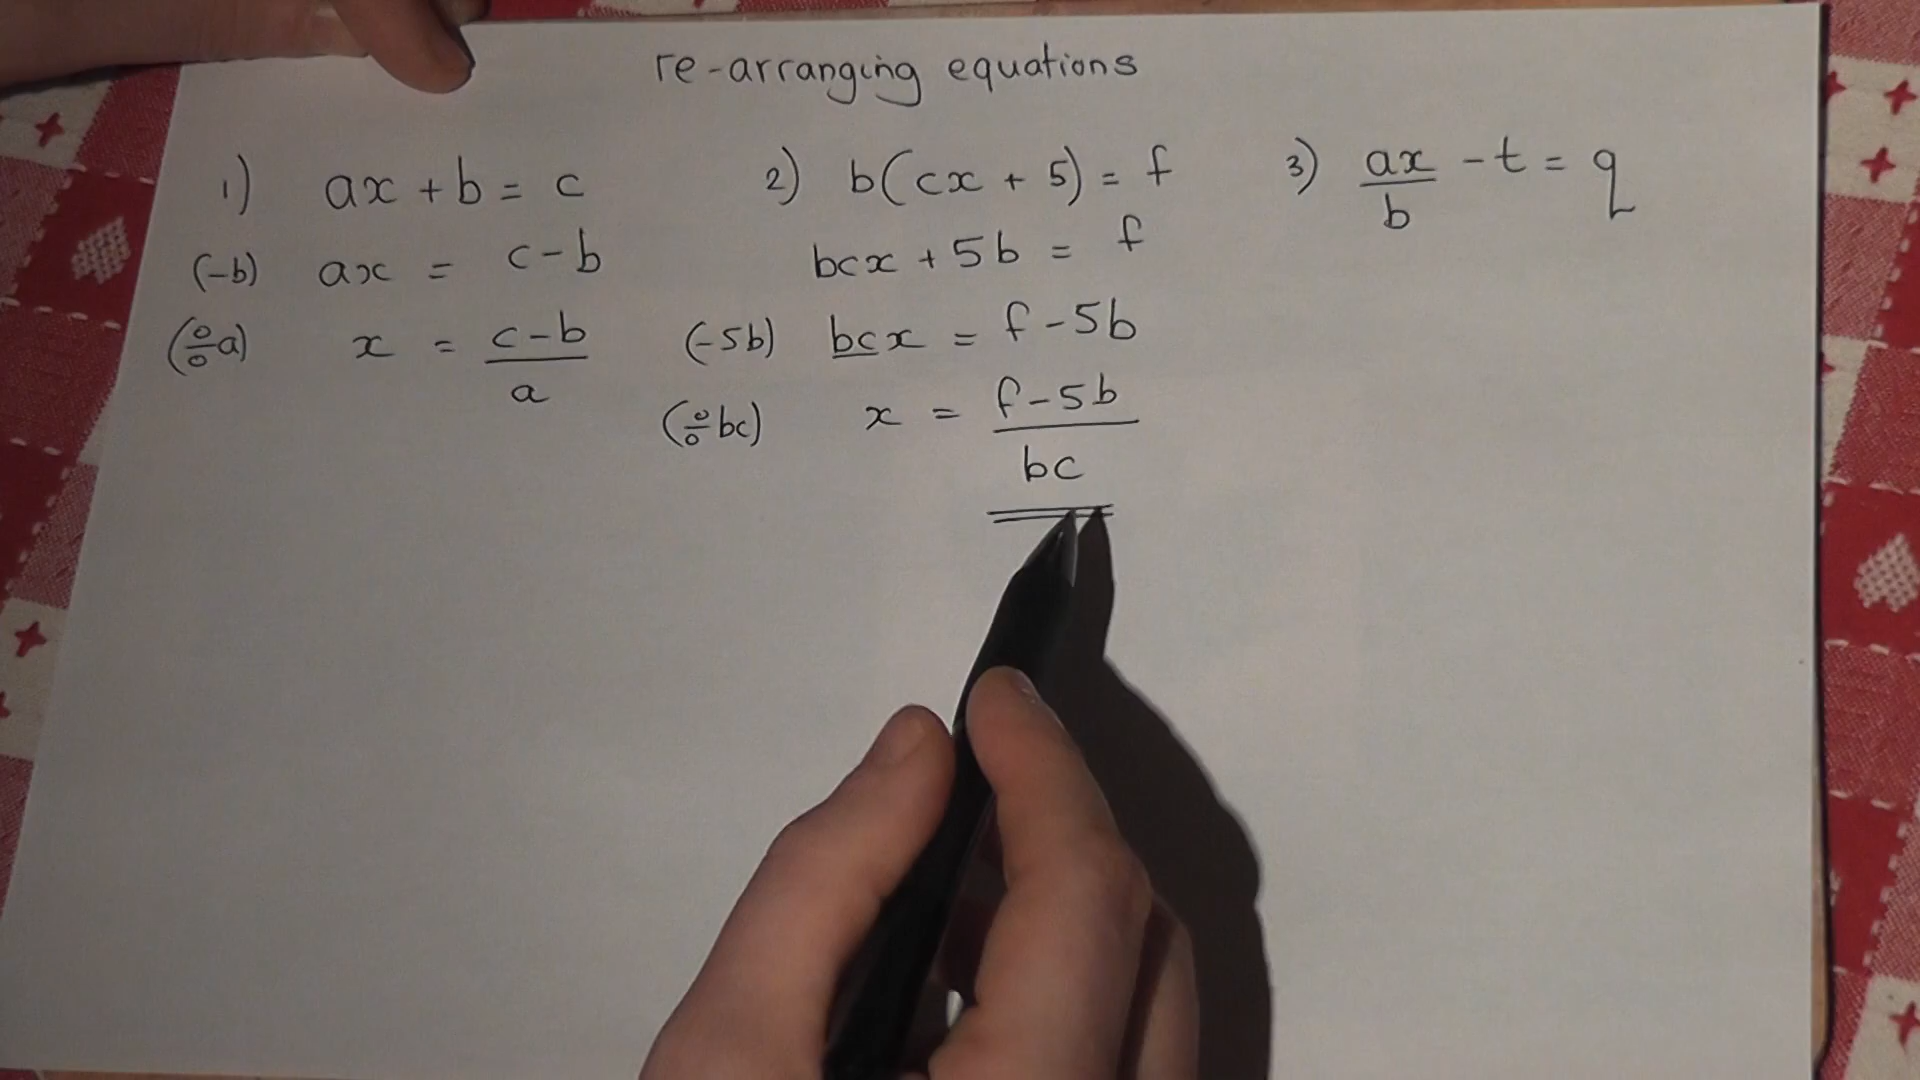 re-arranging equations
1) ax + b = c
(-b) ax = c - b
(÷a) x = c - b
a
2) b(cx + 5) = f
bcx + 5b = f
(-5b) bcx = f - 5b
(÷bc) x = f - 5b
bc
3) ax - t = q
b